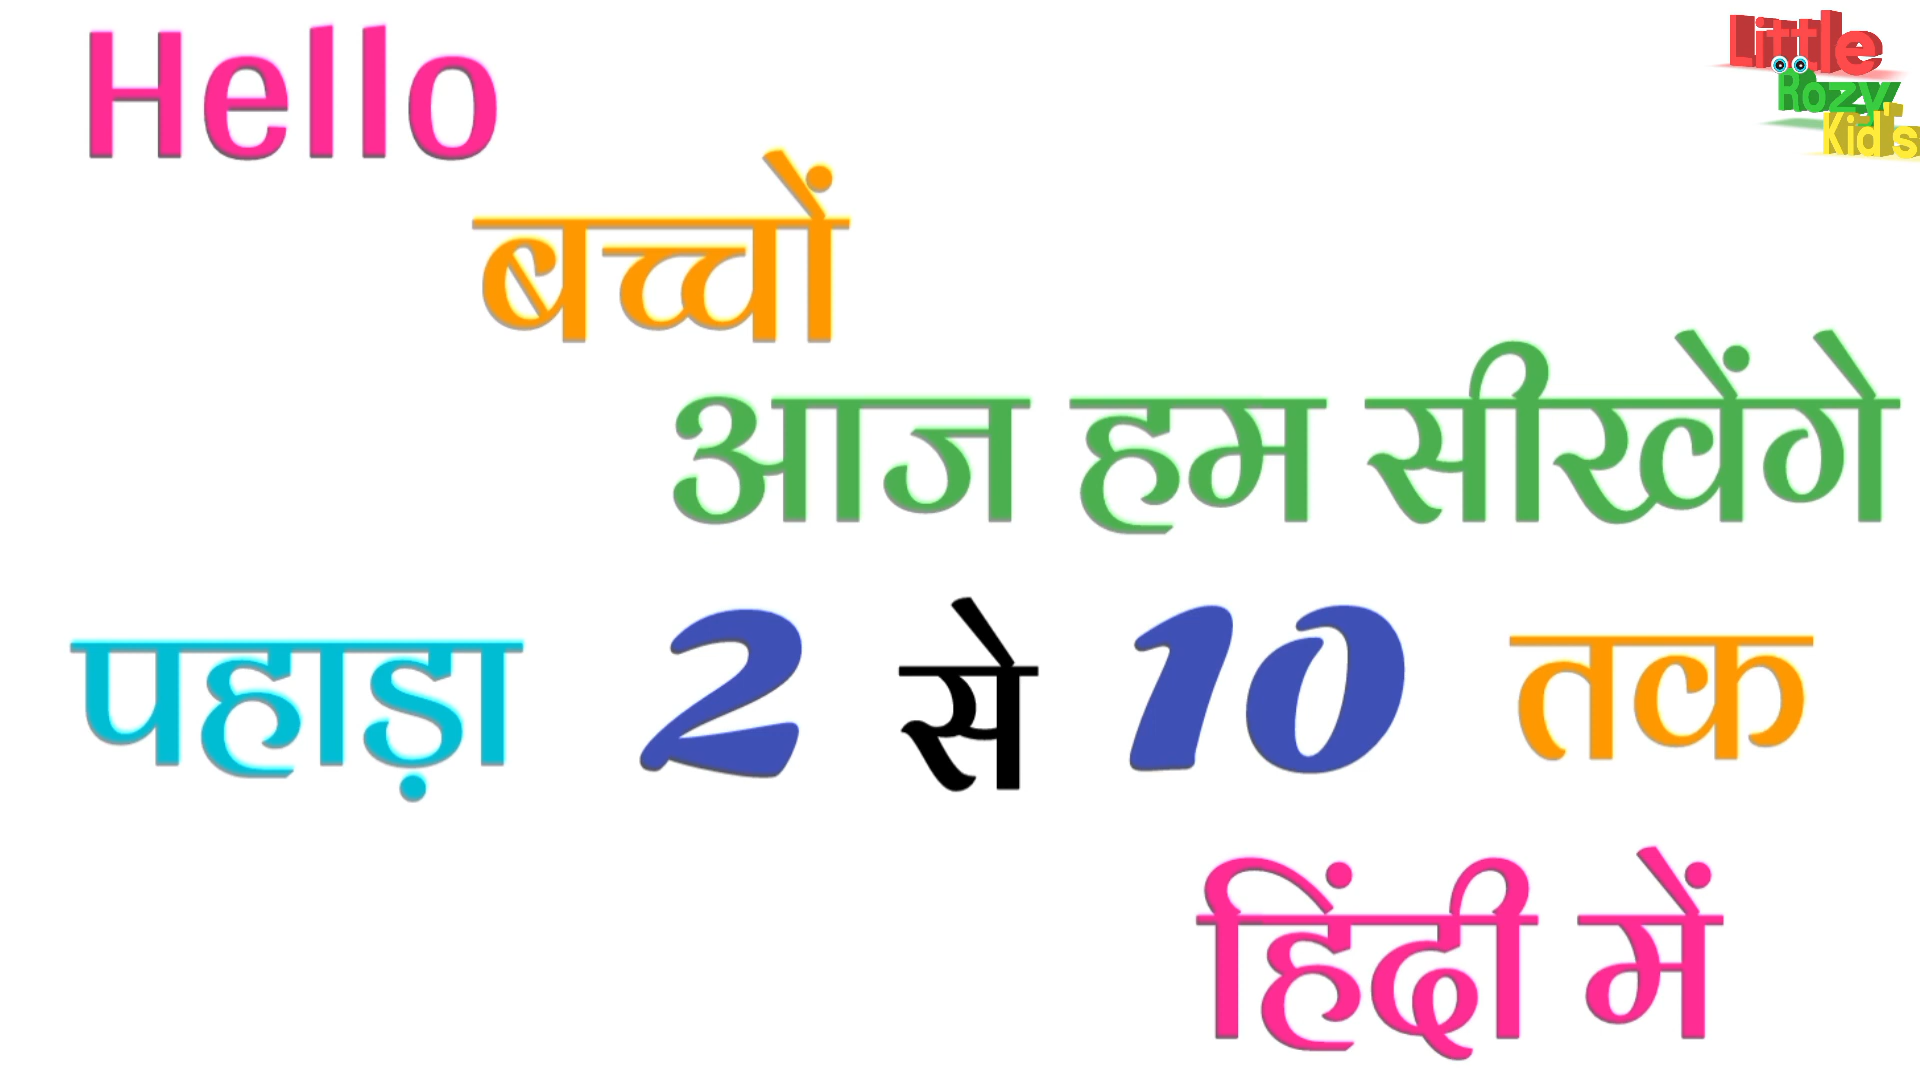 Hello
बच्चों
आज हम सीखेंगे
पहाड़ा 2 से 10 तक
हिंदी में
Little
Rozy
Kid's